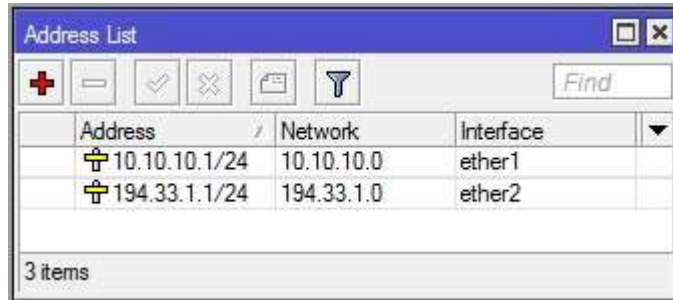 Address List
Find
Address Network Interface
10.10.10.1/24 10.10.10.0 ether1
194.33.1.1/24 194.33.1.0 ether2
3 items